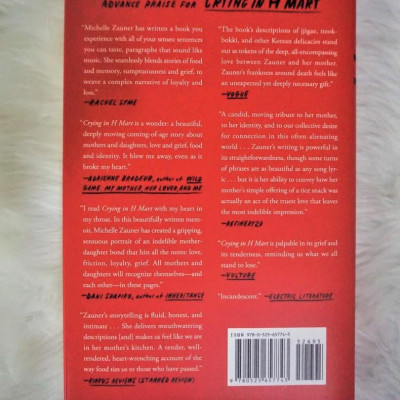 ADVANCE PRAISE FOR CRYING IN H MART
"Michelle Zauner has written a book you
experience with all of your senses: sentences
you can taste, paragraphs that sound like
music. She seamlessly blends stories of food
and memory, sumptuousness and grief, to
weave a complex narrative of loyalty and
loss."
—RACHEL SYME
"Crying in H Mart is a wonder: a beautiful,
deeply moving coming-of-age story about
mothers and daughters, love and grief, food
and identity. It blew me away, even as it
broke my heart."
—ADRIENNE BRODEUR, author of WILD
GAME: MY MOTHER, HER LOVER, AND ME
"I read Crying in H Mart with my heart in
my throat. In this beautifully written mem-
oir, Michelle Zauner has created a gripping,
sensuous portrait of an indelible mother-
daughter bond that hits all the notes: love,
friction, loyalty, grief. All mothers and
daughters will recognize themselves—and
each other—in these pages."
—DANI SHAPIRO, author of INHERITANCE
"Zauner's storytelling is fluid, honest, and
intimate . . . She delivers mouthwatering
descriptions [and] makes us feel like we are
in her mother's kitchen. A tender, well-
rendered, heart-wrenching account of the
way food ties us to those who have passed."
—KIRKUS REVIEWS (STARRED REVIEW)
"The book's descriptions of jjigae, tteok-
bokki, and other Korean delicacies stand
out as tokens of the deep, all-encompassing
love between Zauner and her mother.
Zauner's frankness around death feels like
an unexpected yet deeply necessary gift."
—VOGUE
"A candid, moving tribute to her mother,
to her identity, and to our collective desire
for connection in this often alienating
world . . . Zauner's writing is powerful in
its straightforwardness, though some turns
of phrases are as beautiful as any song lyr-
ic . . . but it is her ability to convey how her
mother's simple offering of a rice snack was
actually an act of the truest love that leaves
the most indelible impression."
—REFINERY29
"Crying in H Mart is palpable in its grief and
its tenderness, reminding us what we all
stand to lose."
—VULTURE
"Incandescent." —ELECTRIC LITERATURE
ISBN 978-0-525-65774-3
52695
9 780525 657743